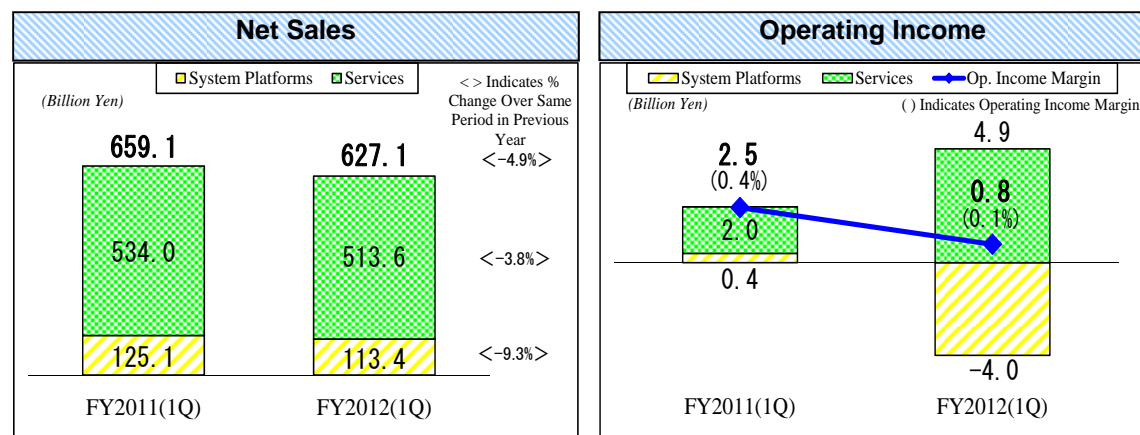 Net Sales
System Platforms Services
(Billion Yen)
< > Indicates %
Change Over Same
Period in Previous
Year
659.1
627.1
<-4.9%>
534.0
513.6
<-3.8%>
125.1
113.4
<-9.3%>
FY2011(1Q)
FY2012(1Q)
Operating Income
System Platforms Services Op. Income Margin
(Billion Yen)
( ) Indicates Operating Income Margin
4.9
2.5
(0.4%)
0.8
(0.1%)
2.0
0.4
-4.0
FY2011(1Q)
FY2012(1Q)